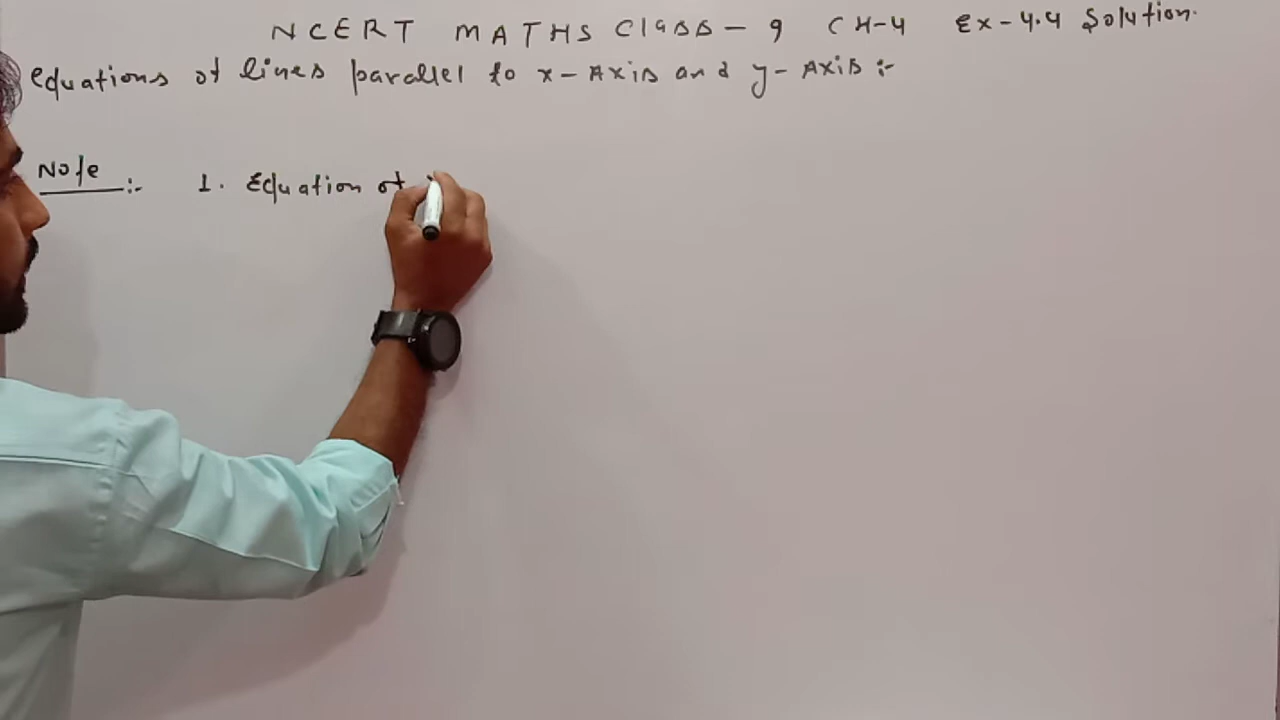 NCERT MATHS Class - 9 CH-4 Ex-4.4 Solution.
equations of lines parallel to x-Axis and y-Axis :-
Note :- 1. Equation of